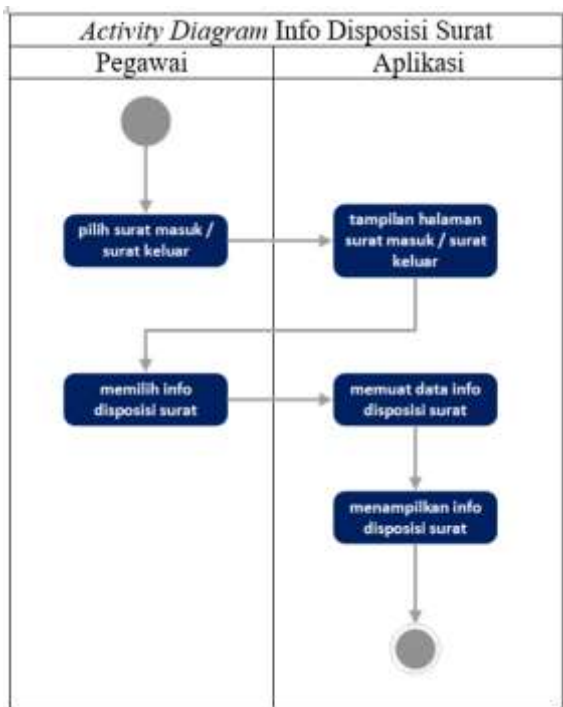 Activity Diagram Info Disposisi Surat
Pegawai
Aplikasi
pilih surat masuk /
surat keluar
tampilan halaman
surat masuk / surat
keluar
memilih info
disposisi surat
memuat data info
disposisi surat
menampilkan info
disposisi surat